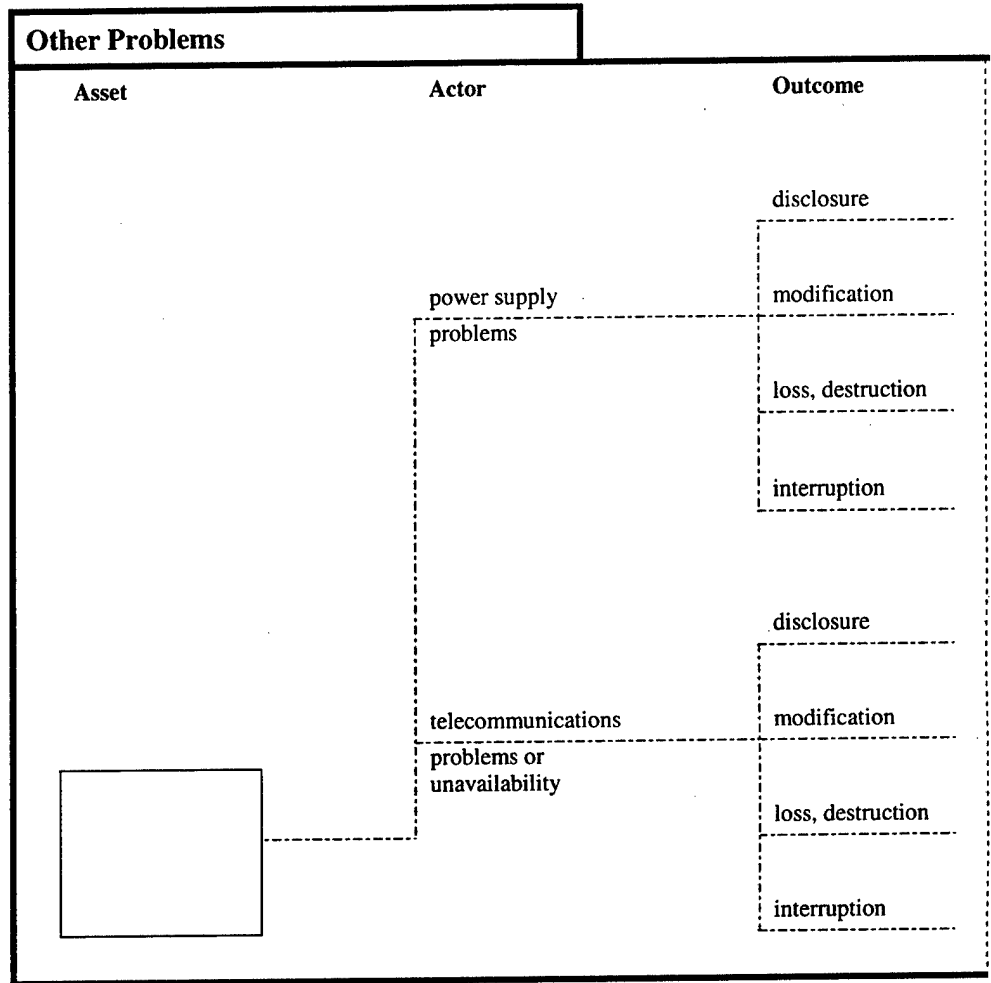 Other Problems
Asset
Actor
Outcome
disclosure
power supply
problems
modification
loss, destruction
interruption
disclosure
telecommunications
problems or
unavailability
modification
loss, destruction
interruption